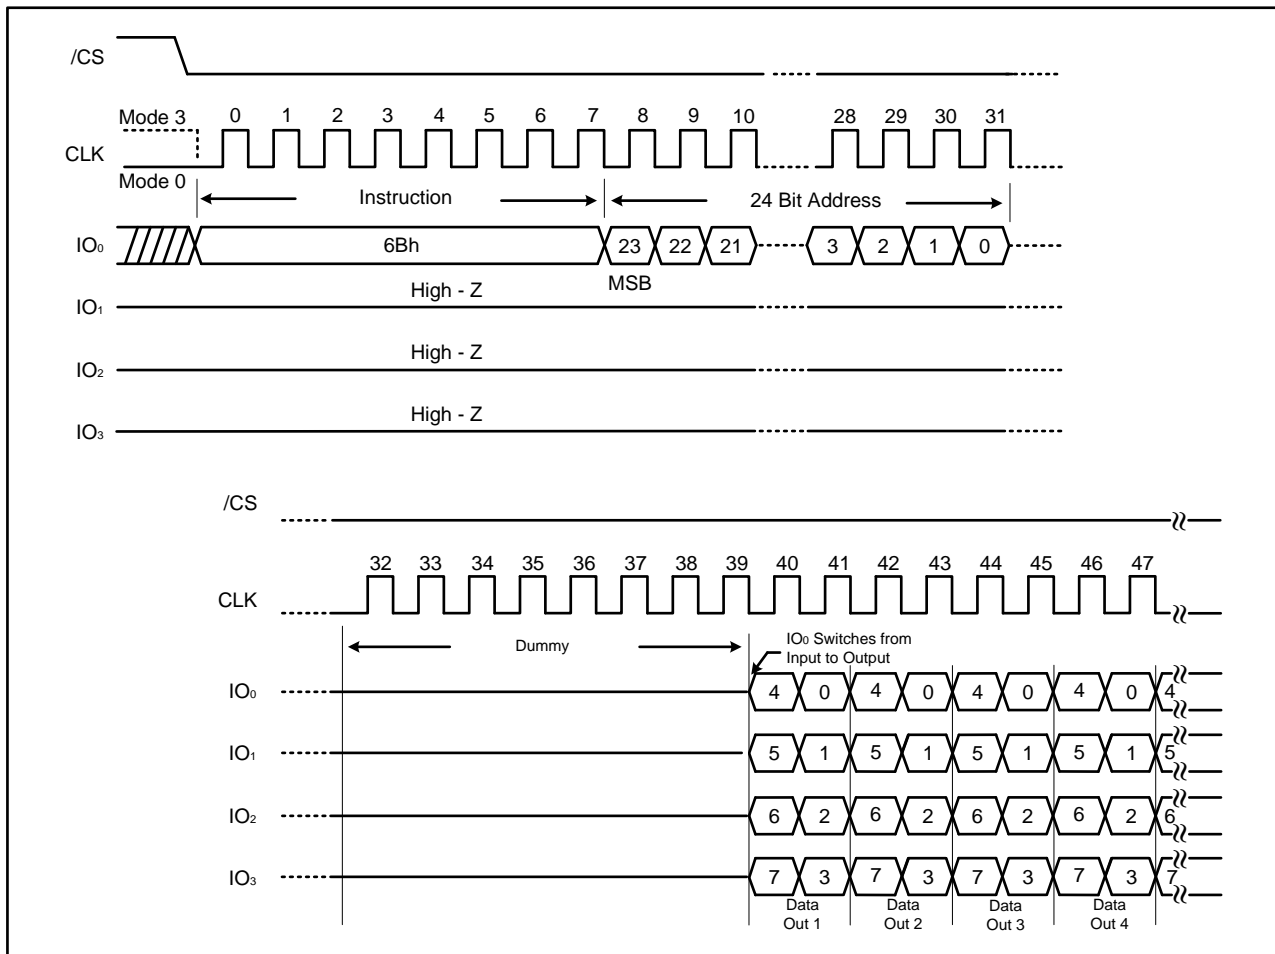 /CS
Mode 3 0 1 2 3 4 5 6 7 8 9 10 28 29 30 31
CLK
Mode 0
Instruction 24 Bit Address
IO₀ 6Bh 23 22 21 3 2 1 0
MSB
High - Z
IO₁
High - Z
IO₂
High - Z
IO₃
/CS
32 33 34 35 36 37 38 39 40 41 42 43 44 45 46 47
CLK
Dummy
IO₀ Switches from
Input to Output
IO₀ 4 0 4 0 4 0 4 0 4
IO₁ 5 1 5 1 5 1 5 1 5
IO₂ 6 2 6 2 6 2 6 2 6
IO₃ 7 3 7 3 7 3 7 3 7
Data Data Data Data
Out 1 Out 2 Out 3 Out 4